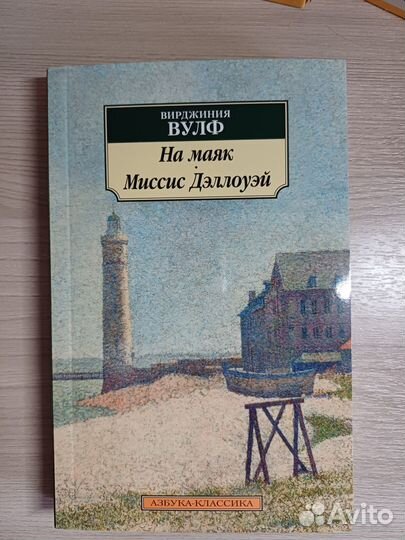 ВИРДЖИНИЯ
ВУЛФ
На маяк
·
Миссис Дэллоуэй
АЗБУКА-КЛАССИКА
Avito